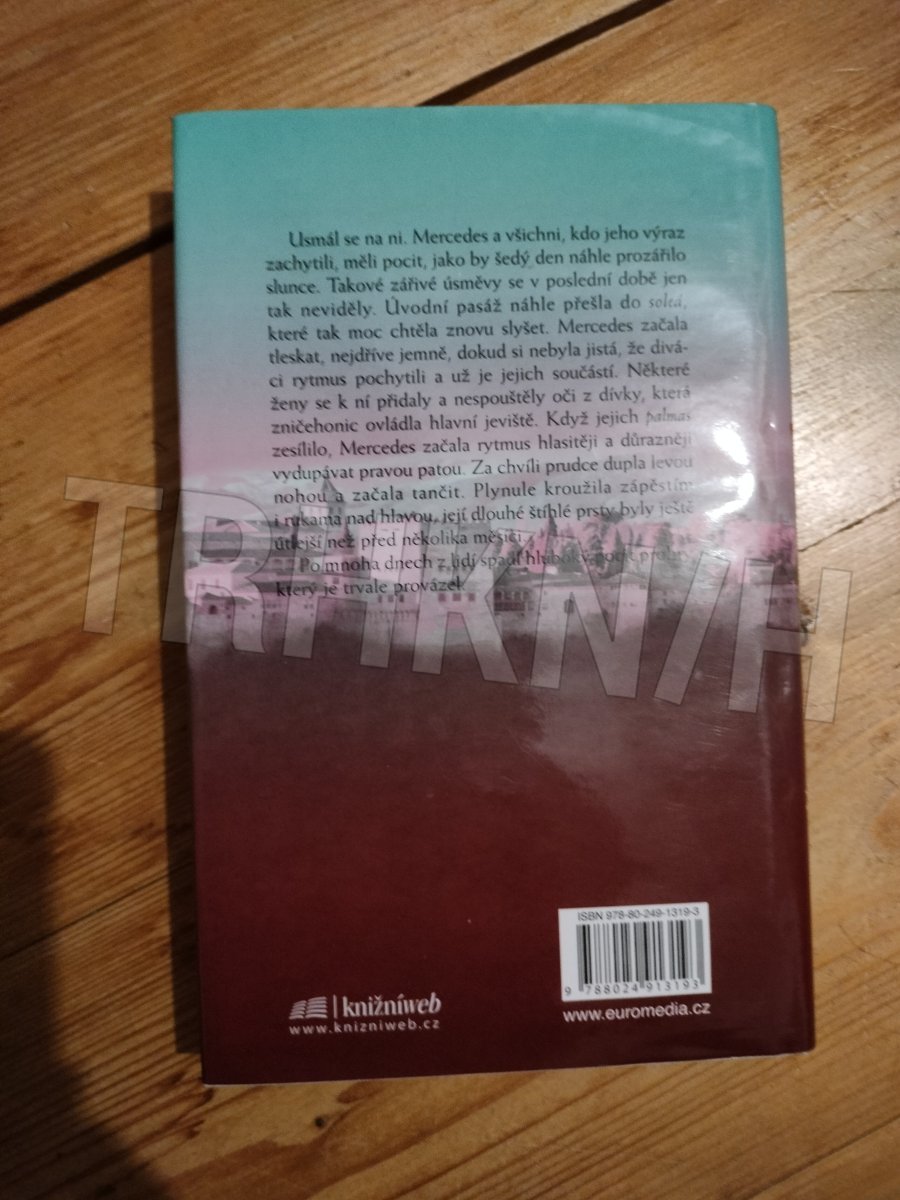 Usmál se na ni. Mercedes a všichni, kdo jeho výraz
zachytili, měli pocit, jako by šedý den náhle prozářilo
slunce. Takové zářivé úsměvy se v poslední době jen
tak neviděly. Úvodní pasáž náhle přešla do soleá,
které tak moc chtěla znovu slyšet. Mercedes začala
tleskat, nejdříve jemně, dokud si nebyla jistá, že divá-
ci rytmus pochytili a už je jejich součástí. Některé
ženy se k ní přidaly a nespouštěly oči z dívky, která
zničehonic ovládla hlavní jeviště. Když jejich palmas
zesílilo, Mercedes začala rytmus hlasitěji a důrazněji
vydupávat pravou patou. Za chvíli prudce dupla levou
nohou a začala tančit. Plynule kroužila zápěstím
i rukama nad hlavou, její dlouhé štíhlé prsty byly ještě
útlejší než před několika měsíci.
Po mnoha dnech z lidí spadl hluboký pocit prohry,
který je trvale provázel.
TRHKNIH
ISBN 978-80-249-1319-3
9 788024 913193
www.euromedia.cz
knižníweb
www.knizniweb.cz